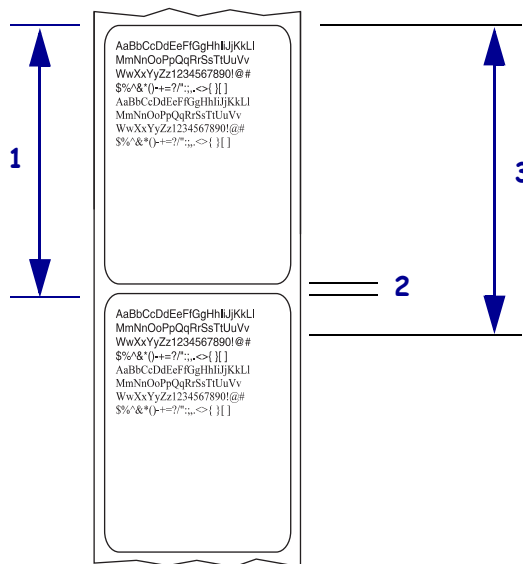 AaBbCcDdEeFfGgHhIiJjKkLl
MmNnOoPpQqRrSsTtUuVv
WwXxYyZz1234567890!@#
$%^&*()-+=?/":;,.<>{ }[ ]
AaBbCcDdEeFfGgHhIiJjKkLl
MmNnOoPpQqRrSsTtUuVv
WwXxYyZz1234567890!@#
$%^&*()-+=?/":;,.<>{ }[ ]
1
3
2
AaBbCcDdEeFfGgHhIiJjKkLl
MmNnOoPpQqRrSsTtUuVv
WwXxYyZz1234567890!@#
$%^&*()-+=?/":;,.<>{ }[ ]
AaBbCcDdEeFfGgHhIiJjKkLl
MmNnOoPpQqRrSsTtUuVv
WwXxYyZz1234567890!@#
$%^&*()-+=?/":;,.<>{ }[ ]